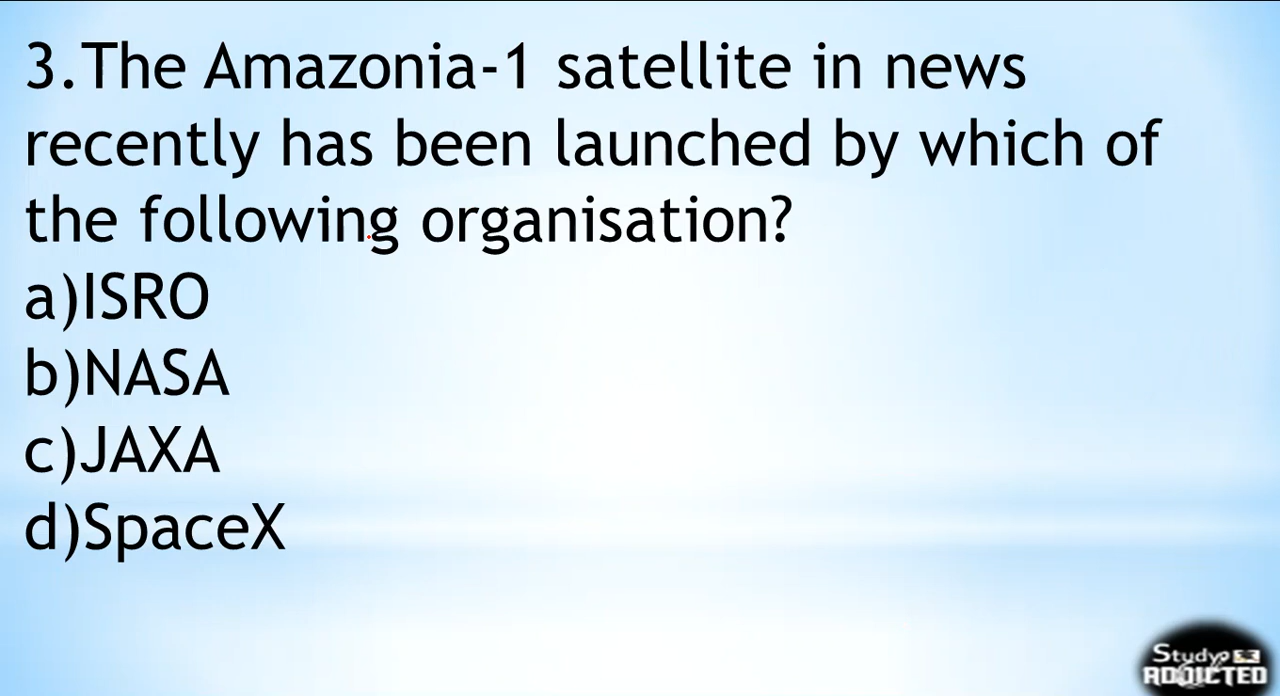 3.The Amazonia-1 satellite in news
recently has been launched by which of
the following organisation?
a)ISRO
b)NASA
c)JAXA
d)SpaceX
Study
ADDICTED